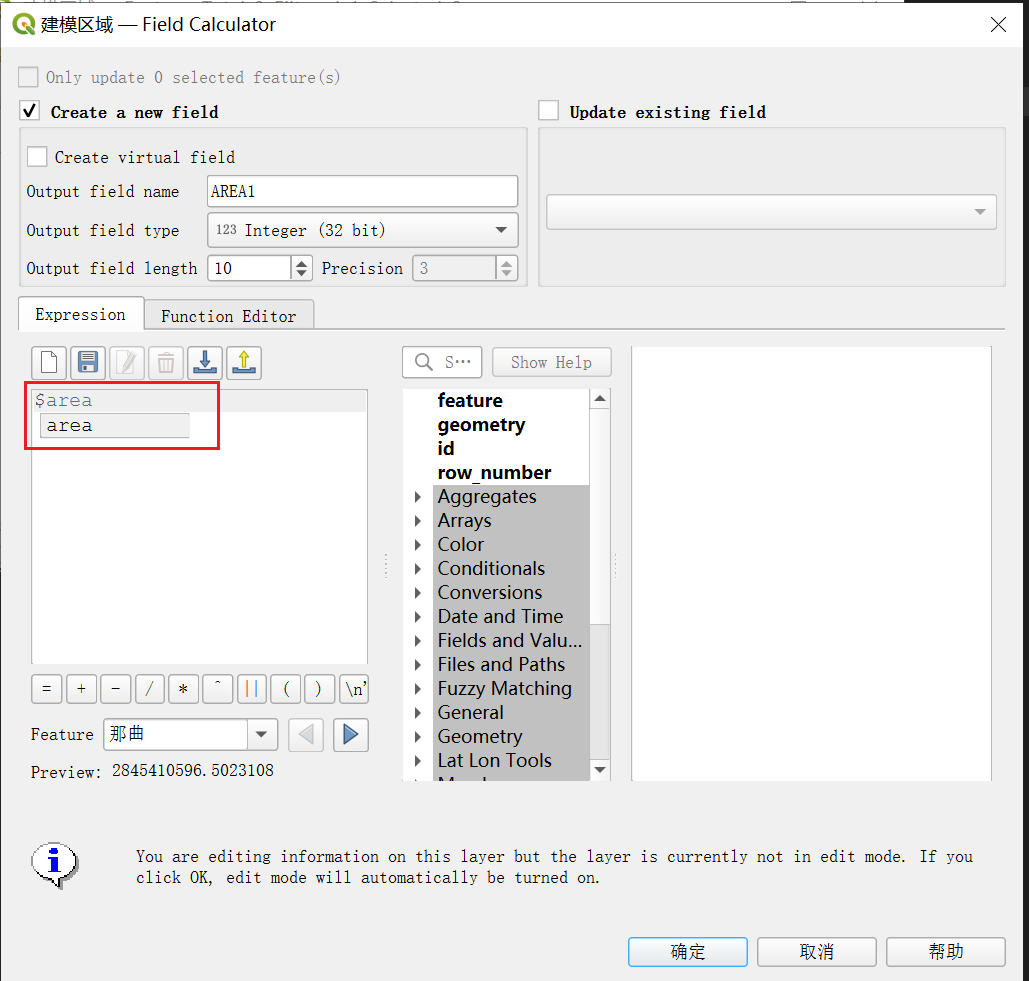 建模区域 — Field Calculator
Only update 0 selected feature(s)
Create a new field
Update existing field
Create virtual field
Output field name AREA1
Output field type 123 Integer (32 bit)
Output field length 10 Precision 3
Expression Function Editor
S⋯ Show Help
$area
area
feature
geometry
id
row_number
Aggregates
Arrays
Color
Conditionals
Conversions
Date and Time
Fields and Valu...
Files and Paths
Fuzzy Matching
General
Geometry
Lat Lon Tools
= + - / * ^ || ( ) \n'
Feature 那曲
Preview: 2845410596.5023108
You are editing information on this layer but the layer is currently not in edit mode. If you
click OK, edit mode will automatically be turned on.
确定 取消 帮助